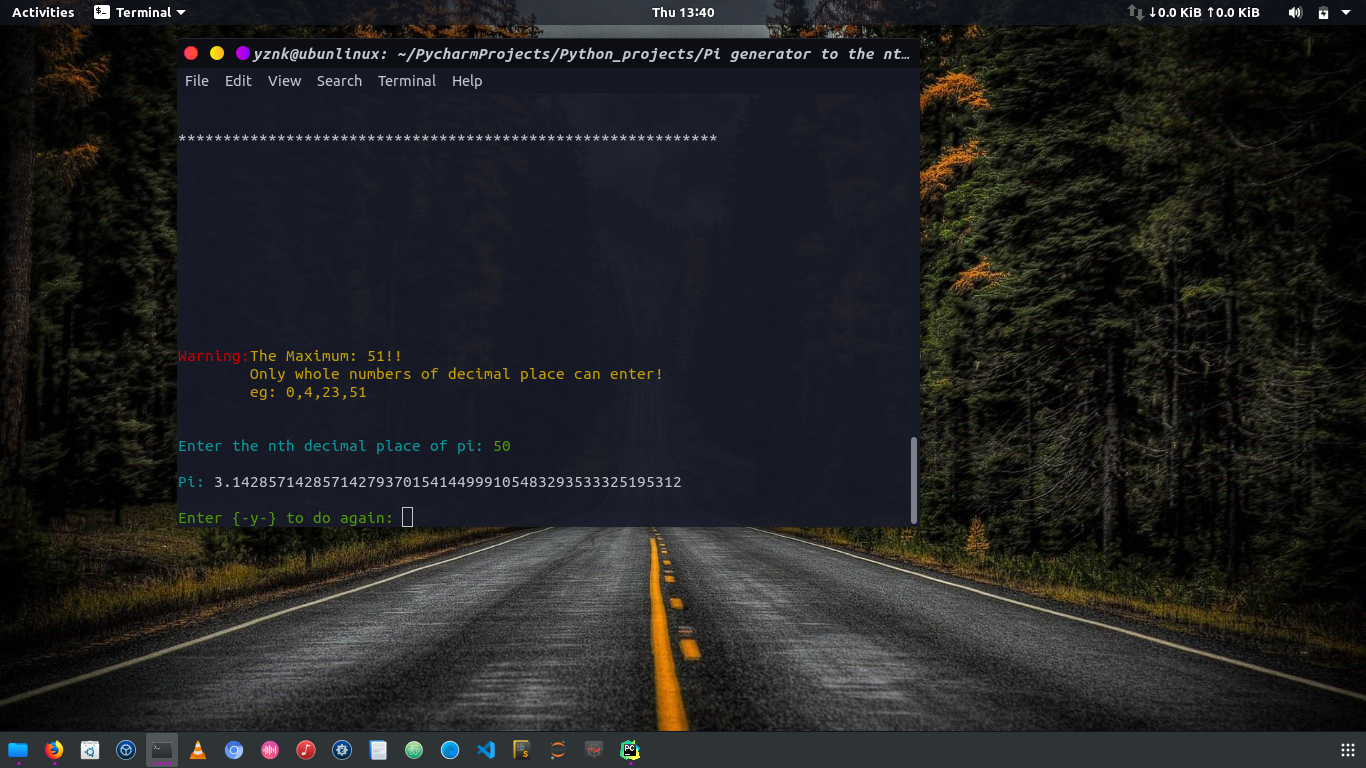 Activities Terminal Thu 13:40 ↓0.0 KiB ↑0.0 KiB
yznk@ubunlinux: ~/PycharmProjects/Python_projects/Pi generator to the nt…
File Edit View Search Terminal Help
************************************************************
Warning:The Maximum: 51!!
Only whole numbers of decimal place can enter!
eg: 0,4,23,51
Enter the nth decimal place of pi: 50
Pi: 3.14285714285714279370154144999105483293533325195312
Enter {-y-} to do again:
PC